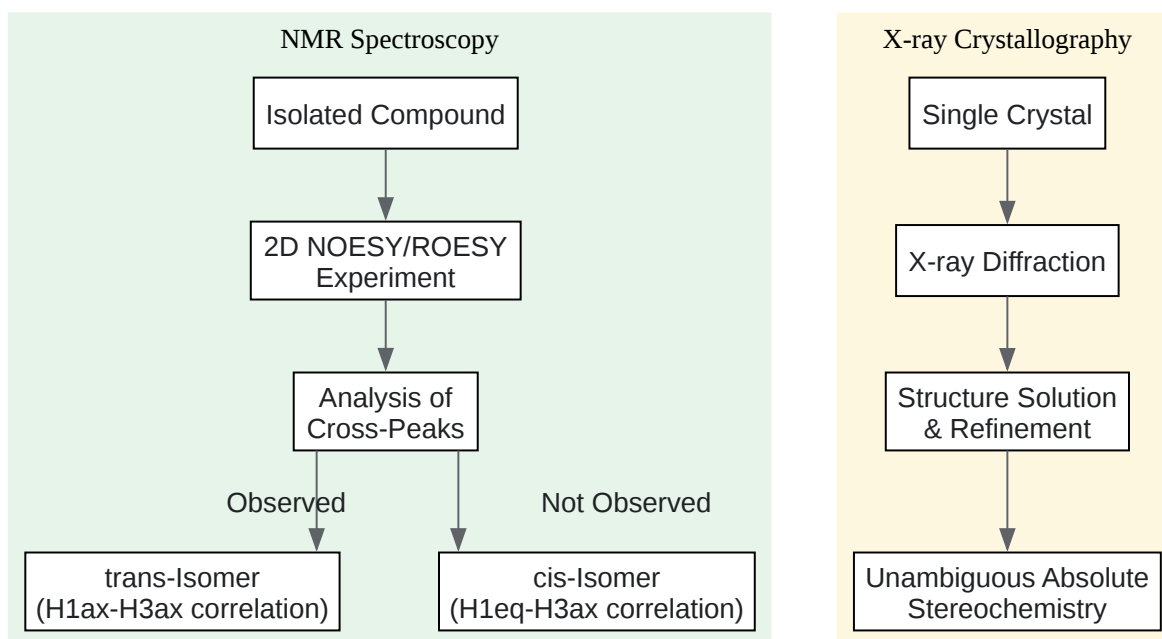 NMR Spectroscopy
Isolated Compound
2D NOESY/ROESY
Experiment
Analysis of
Cross-Peaks
Observed
Not Observed
trans-Isomer
(H1ax-H3ax correlation)
cis-Isomer
(H1eq-H3ax correlation)
X-ray Crystallography
Single Crystal
X-ray Diffraction
Structure Solution
& Refinement
Unambiguous Absolute
Stereochemistry